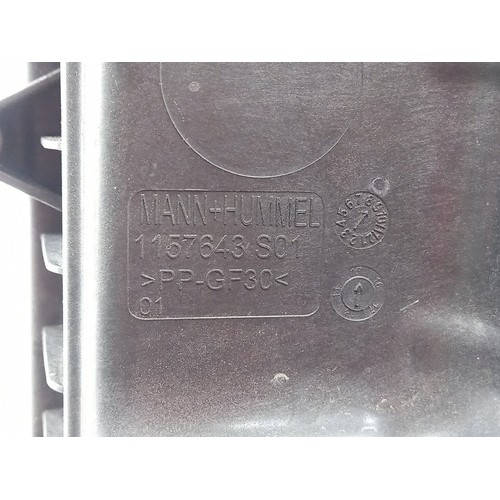 MANN+HUMMEL
1157643 S01
>PP-GF30<
01